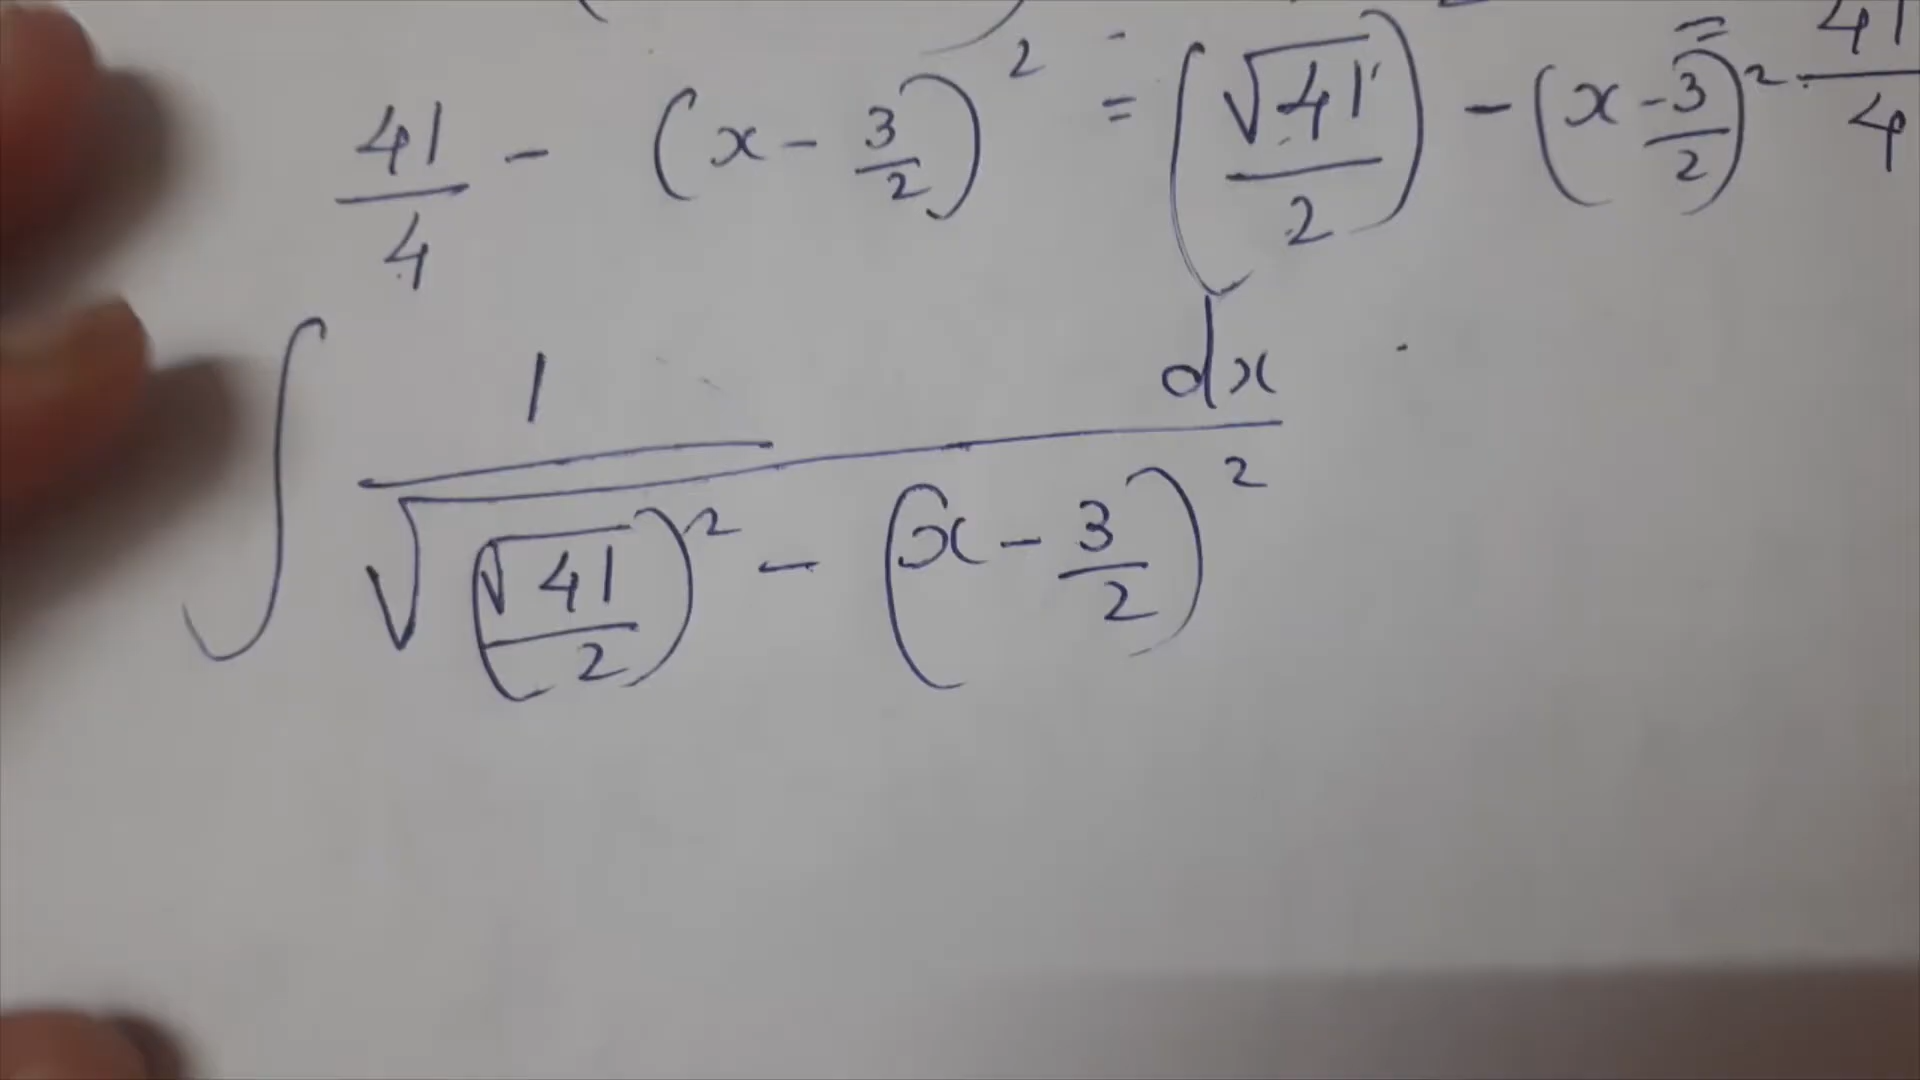 41/4 - (x - 3/2)² = (√41/2) - (x - 3/2)²
= 41/4
∫ 1/√((√41/2)² - (x - 3/2)²) dx